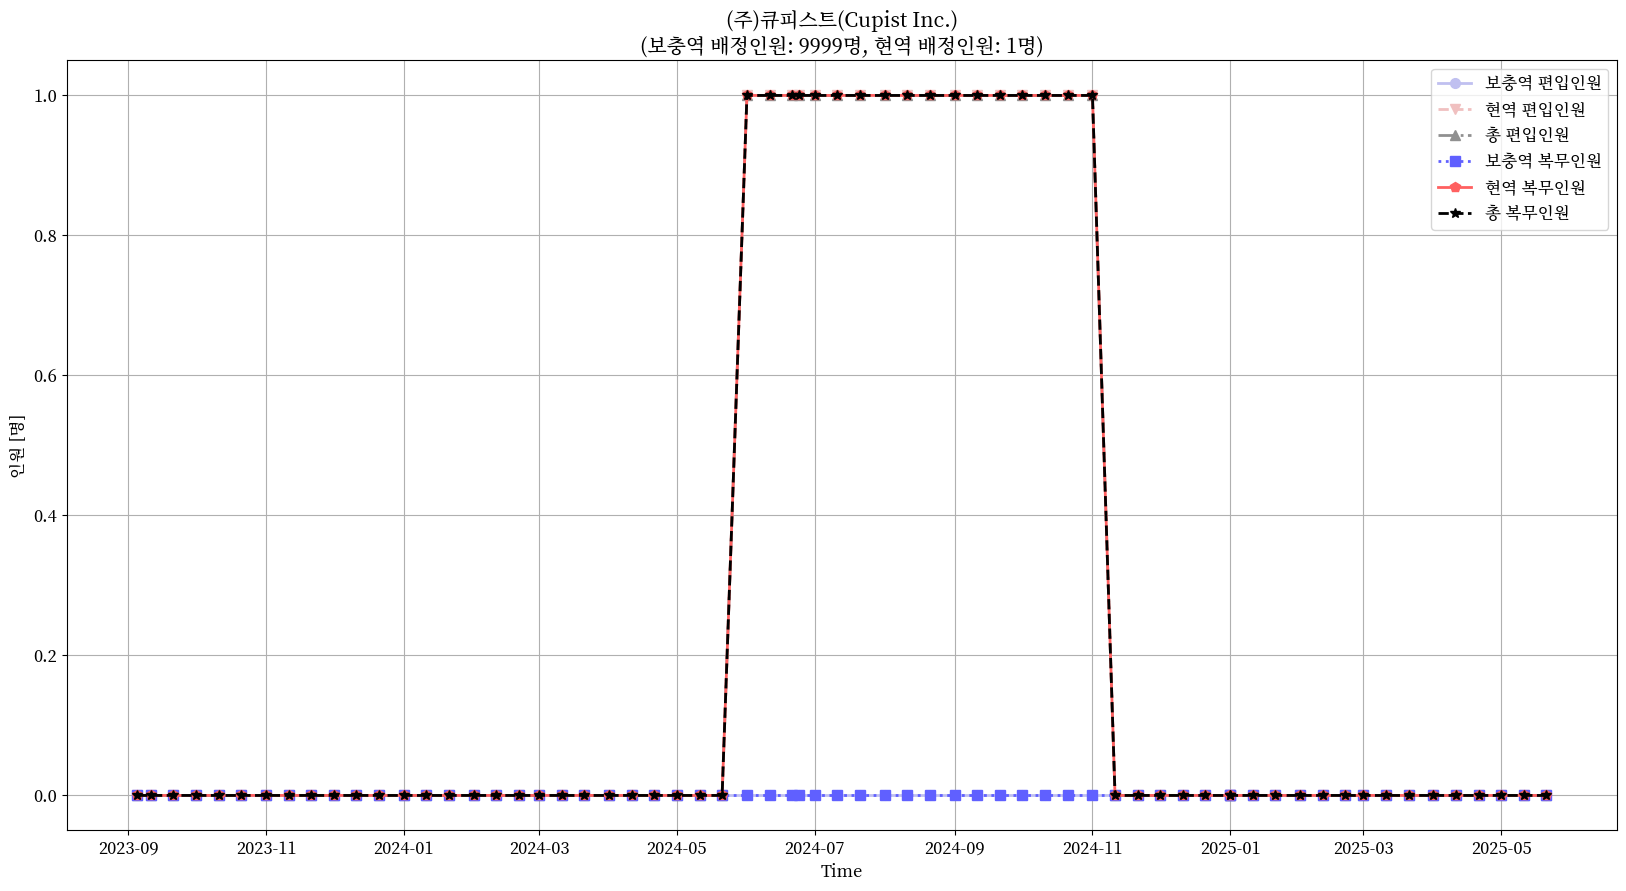 (주)큐피스트(Cupist Inc.)
(보충역 배정인원: 9999명, 현역 배정인원: 1명)
보충역 편입인원
현역 편입인원
총 편입인원
보충역 복무인원
현역 복무인원
총 복무인원
인원 [명]
1.0
0.8
0.6
0.4
0.2
0.0
2023-09
2023-11
2024-01
2024-03
2024-05
2024-07
2024-09
2024-11
2025-01
2025-03
2025-05
Time